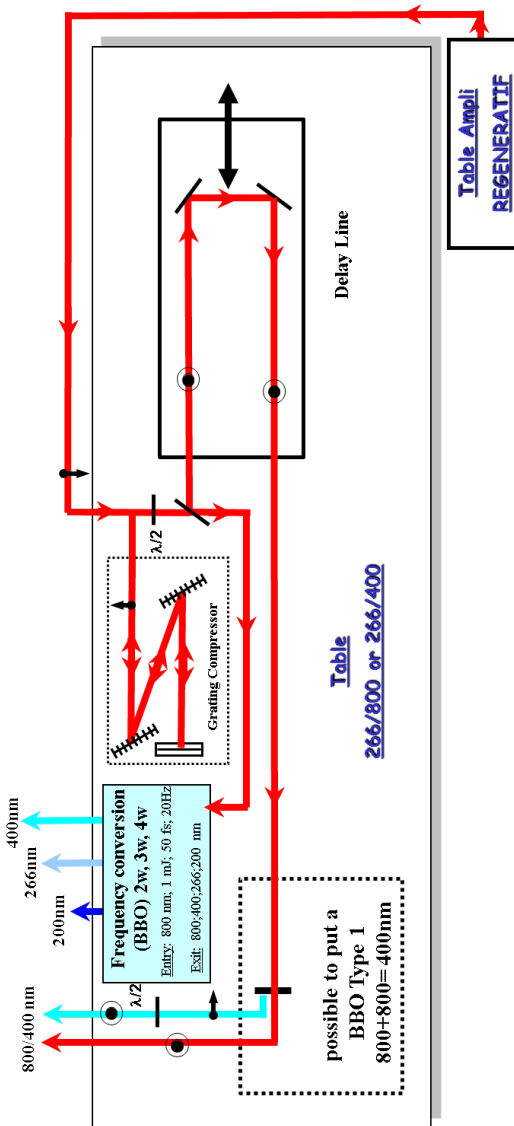 Table Ampli
REGENERATIF
Delay Line
λ/2
Grating Compressor
Table
266/800 or 266/400
400nm
266nm
200nm
Frequency conversion
(BBO) 2w, 3w, 4w
Entry: 800 nm; 1 mJ; 50 fs; 20Hz
Exit: 800;400;266;200 nm
λ/2
800/400 nm
possible to put a
BBO Type 1
800+800= 400nm